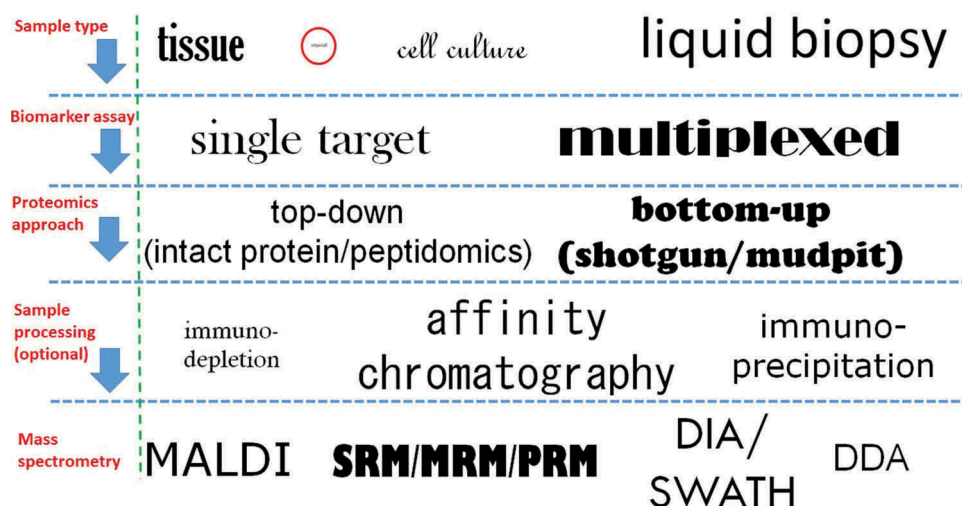 Sample type
tissue
cell culture
liquid biopsy
Biomarker assay
single target
multiplexed
Proteomics
approach
top-down
(intact protein/peptidomics)
bottom-up
(shotgun/mudpit)
Sample
processing
(optional)
immuno-
depletion
affinity
chromatography
immuno-
precipitation
Mass
spectrometry
MALDI
SRM/MRM/PRM
DIA/
SWATH
DDA